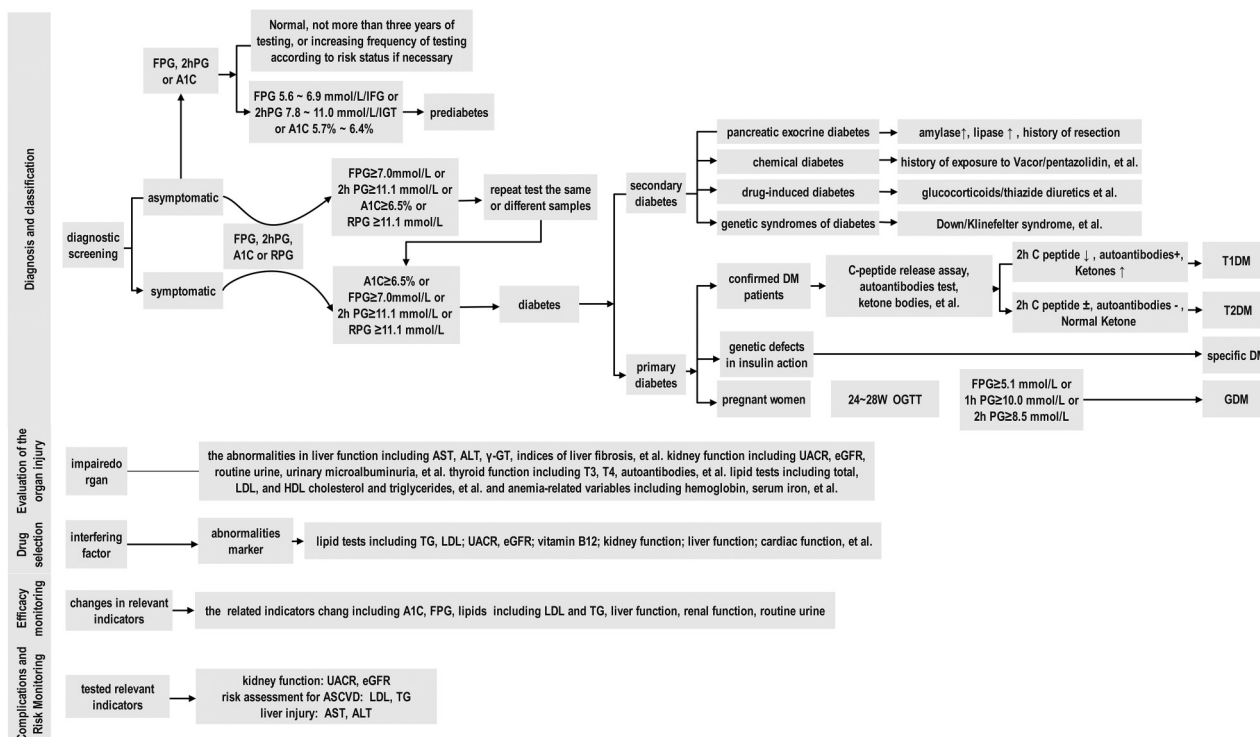 Diagnosis and classification
diagnostic
screening
asymptomatic
symptomatic
FPG, 2hPG
or A1C
Normal, not more than three years of
testing, or increasing frequency of testing
according to risk status if necessary
FPG 5.6 ~ 6.9 mmol/L/IFG or
2hPG 7.8 ~ 11.0 mmol/L/IGT
or A1C 5.7% ~ 6.4%
prediabetes
FPG, 2hPG,
A1C or RPG
FPG≥7.0mmol/L or
2h PG≥11.1 mmol/L or
A1C≥6.5% or
RPG ≥11.1 mmol/L
repeat test the same
or different samples
A1C≥6.5% or
FPG≥7.0mmol/L or
2h PG≥11.1 mmol/L or
RPG ≥11.1 mmol/L
diabetes
secondary
diabetes
pancreatic exocrine diabetes
amylase↑, lipase ↑ , history of resection
chemical diabetes
history of exposure to Vacor/pentazolidin, et al.
drug-induced diabetes
glucocorticoids/thiazide diuretics et al.
genetic syndromes of diabetes
Down/Klinefelter syndrome, et al.
primary
diabetes
confirmed DM
patients
C-peptide release assay,
autoantibodies test,
ketone bodies, et al.
2h C peptide ↓ , autoantibodies+,
Ketones ↑
T1DM
2h C peptide ±, autoantibodies - ,
Normal Ketone
T2DM
genetic defects
in insulin action
specific DM
pregnant women
24~28W OGTT
FPG≥5.1 mmol/L or
1h PG≥10.0 mmol/L or
2h PG≥8.5 mmol/L
GDM
Evaluation of the
organ injury
impairedo
rgan
the abnormalities in liver function including AST, ALT, γ-GT, indices of liver fibrosis, et al. kidney function including UACR, eGFR,
routine urine, urinary microalbuminuria, et al. thyroid function including T3, T4, autoantibodies, et al. lipid tests including total,
LDL, and HDL cholesterol and triglycerides, et al. and anemia-related variables including hemoglobin, serum iron, et al.
Drug
selection
interfering
factor
abnormalities
marker
lipid tests including TG, LDL; UACR, eGFR; vitamin B12; kidney function; liver function; cardiac function, et al.
Efficacy
monitoring
changes in relevant
indicators
the related indicators chang including A1C, FPG, lipids including LDL and TG, liver function, renal function, routine urine
Complications and
Risk Monitoring
tested relevant
indicators
kidney function: UACR, eGFR
risk assessment for ASCVD: LDL, TG
liver injury: AST, ALT